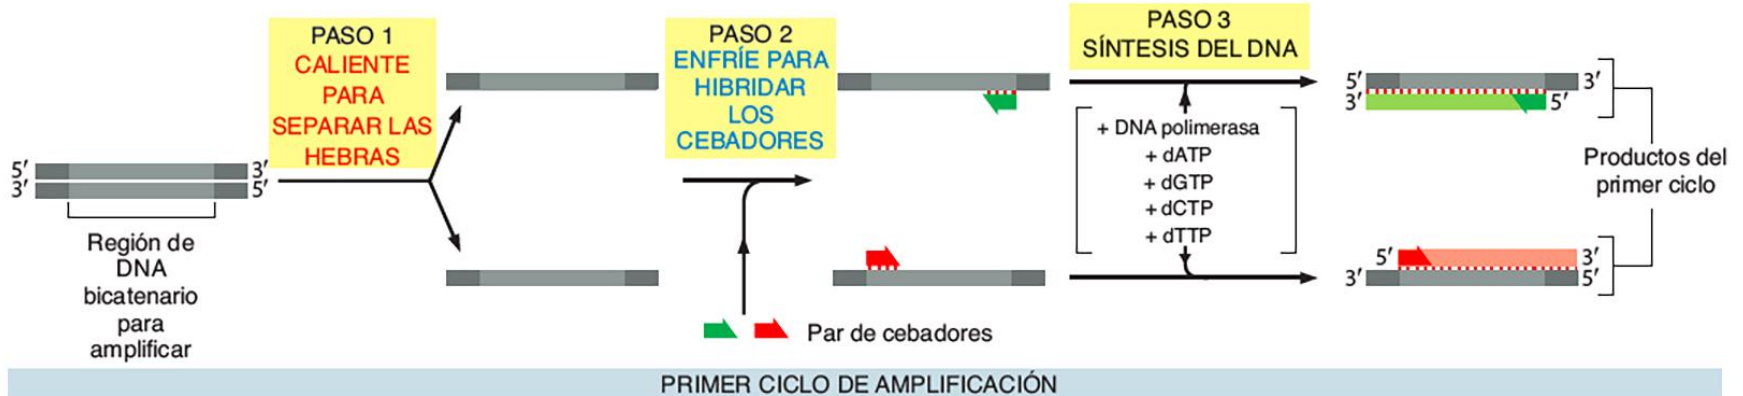 PASO 1
CALIENTE
PARA
SEPARAR LAS
HEBRAS
5′
3′
3′
5′
Región de
DNA
bicatenario
para
amplificar
PASO 2
ENFRÍE PARA
HIBRIDAR
LOS
CEBADORES
Par de cebadores
PASO 3
SÍNTESIS DEL DNA
+ DNA polimerasa
+ dATP
+ dGTP
+ dCTP
+ dTTP
5′
3′
3′
5′
5′
3′
3′
5′
Productos del
primer ciclo
PRIMER CICLO DE AMPLIFICACIÓN